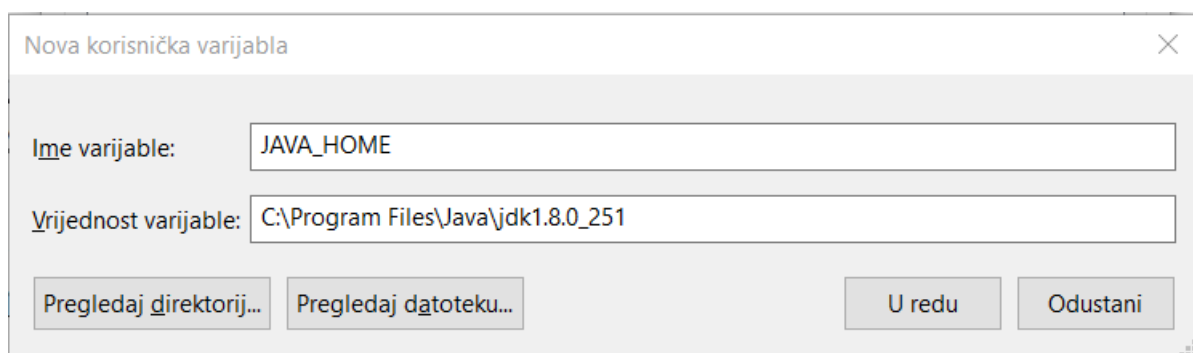 Nova korisnička varijabla
Ime varijable: JAVA_HOME
Vrijednost varijable: C:\Program Files\Java\jdk1.8.0_251
Pregledaj direktorij... Pregledaj datoteku... U redu Odustani